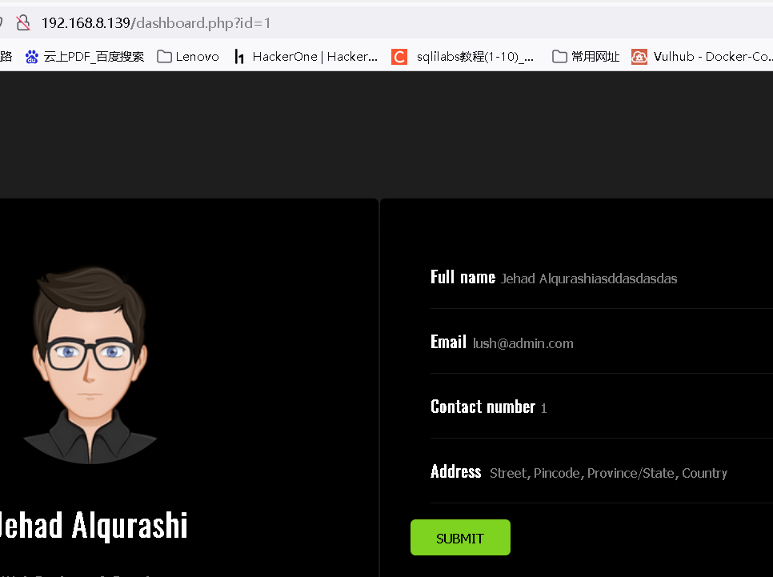 192.168.8.139/dashboard.php?id=1
路 云上PDF_百度搜索 Lenovo HackerOne | Hacker... sqlilabs教程(1-10)_... 常用网址 Vulhub - Docker-Co...
Full name Jehad Alqurashiasddasdasdas
Email lush@admin.com
Contact number 1
Address Street, Pincode, Province/State, Country
Jehad Alqurashi
SUBMIT